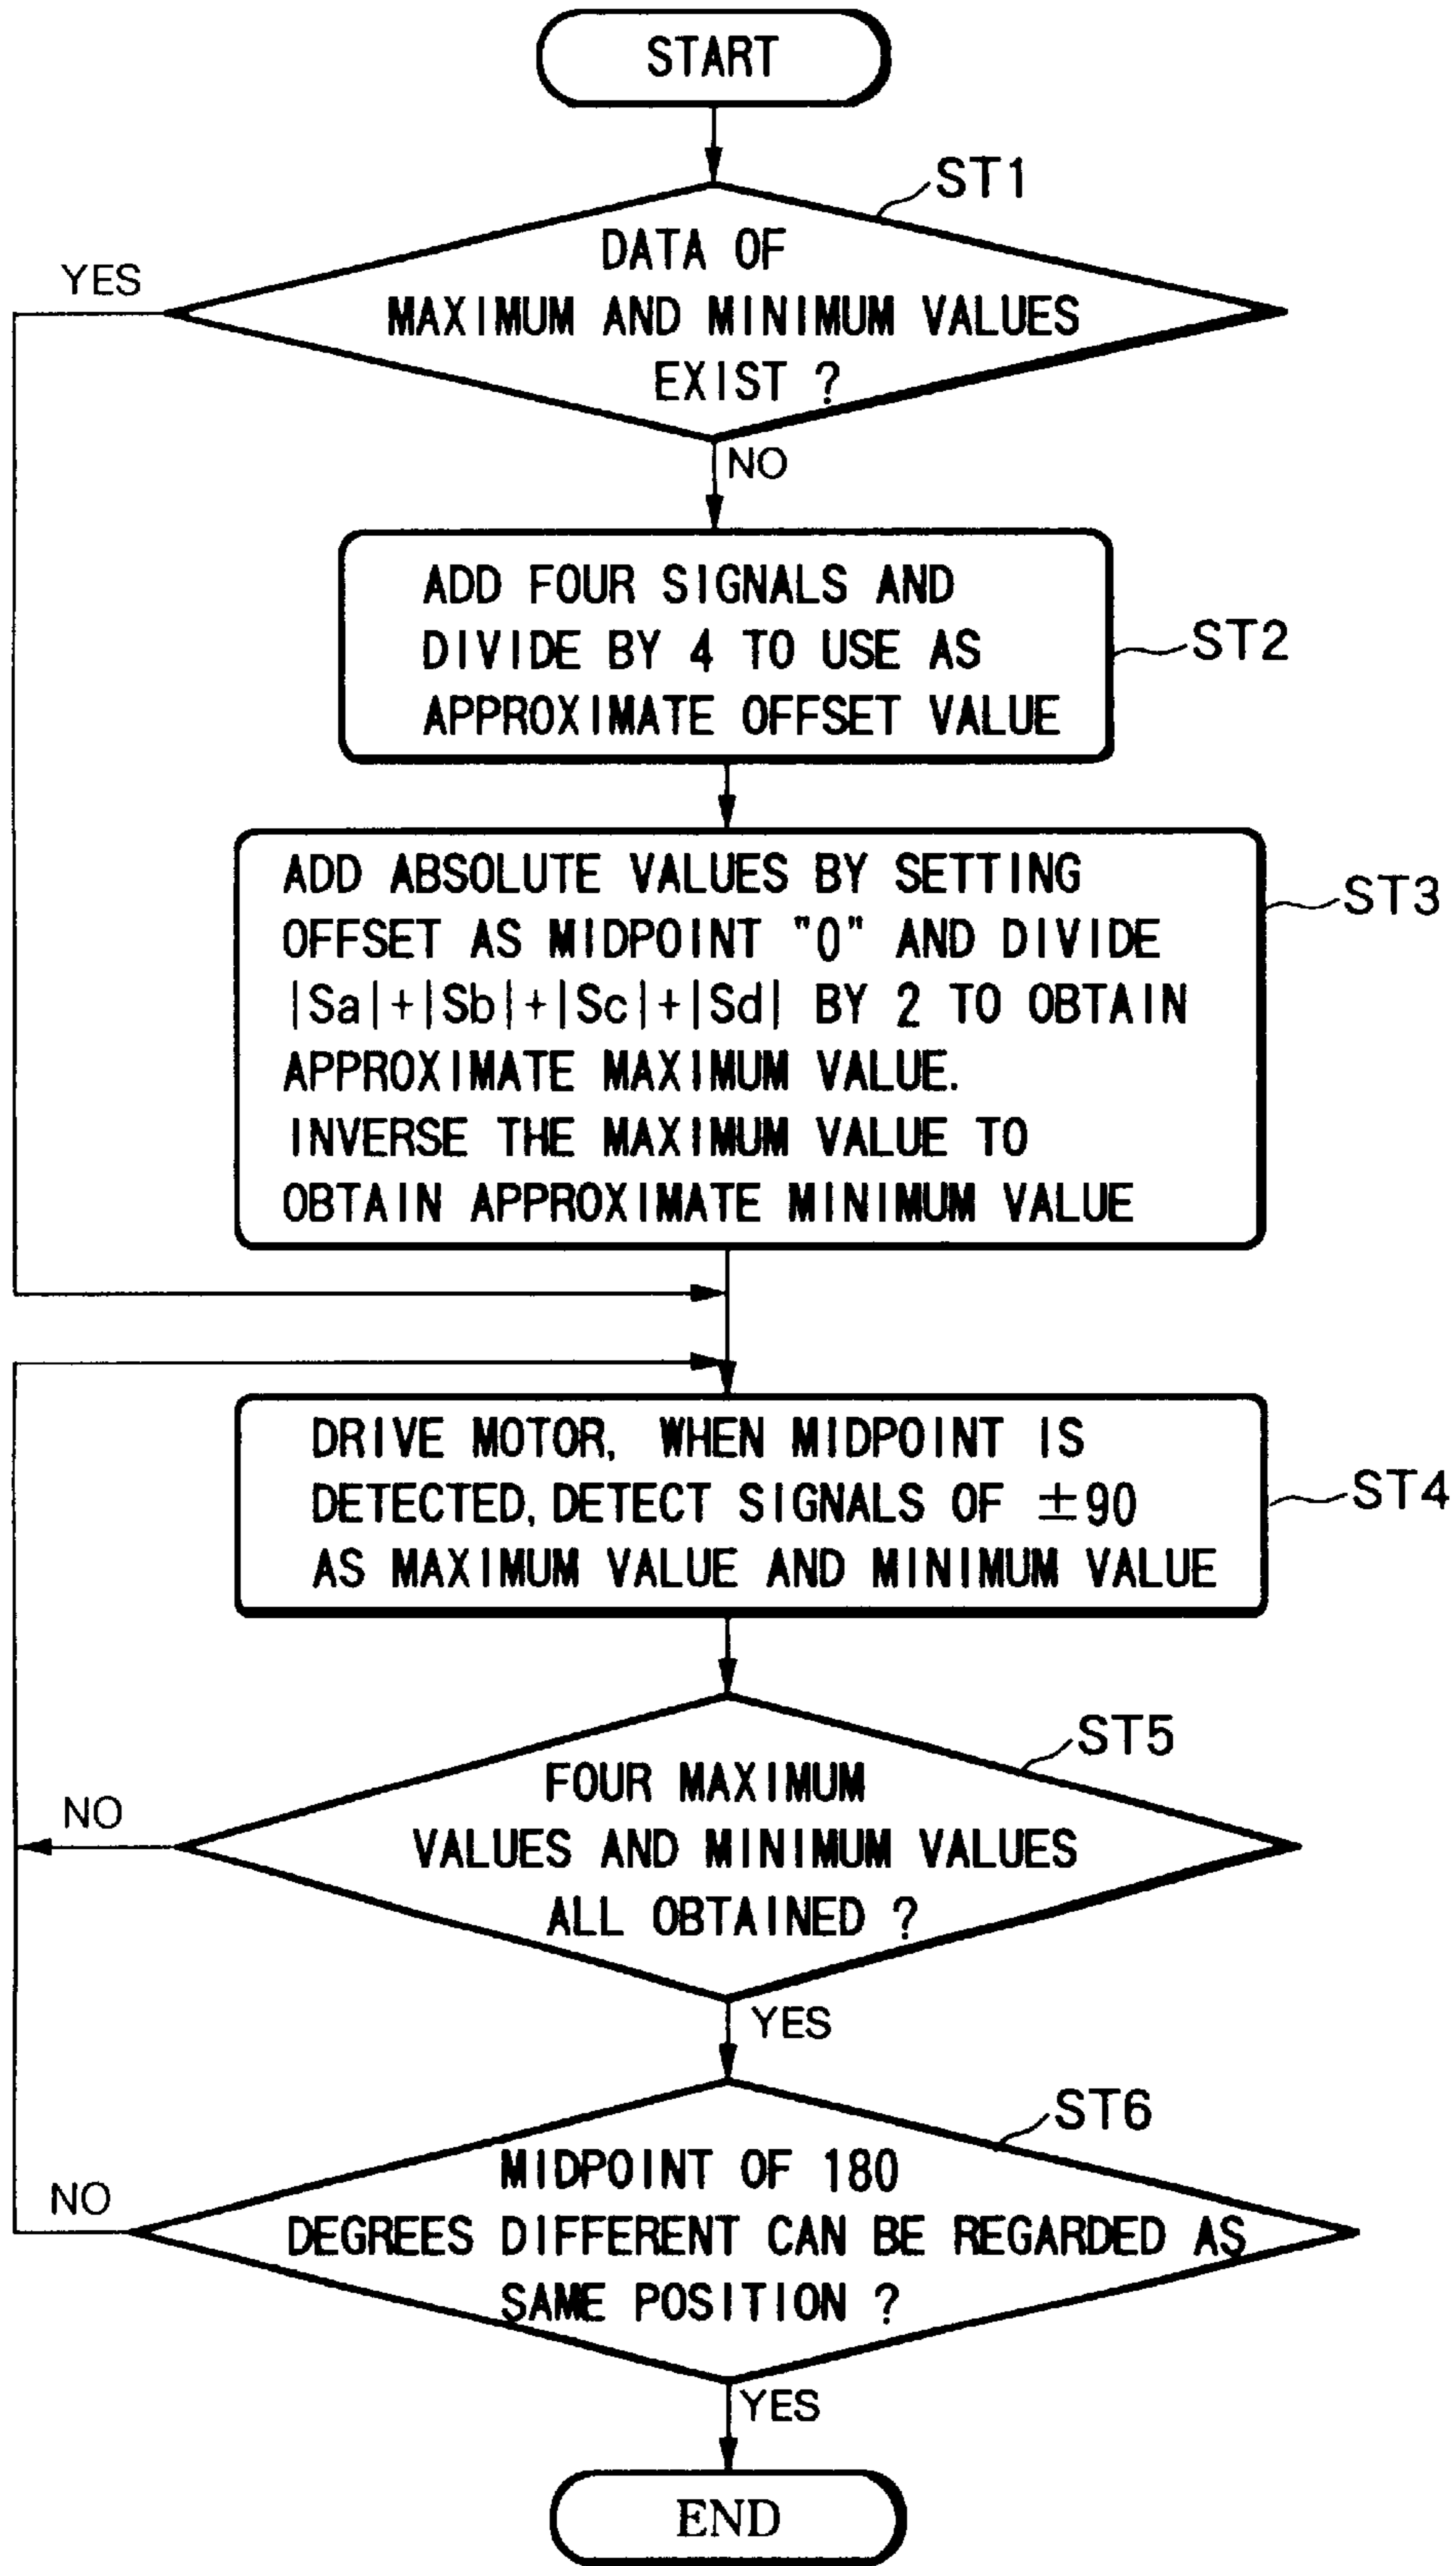 START
ST1
DATA OF
YES
MAXIMUM AND MINIMUM VALUES
EXIST ?
NO
ADD FOUR SIGNALS AND
DIVIDE BY 4 TO USE AS
APPROXIMATE OFFSET VALUE
ST2
ADD ABSOLUTE VALUES BY SETTING
OFFSET AS MIDPOINT "0" AND DIVIDE
|Sa|+|Sb|+|Sc|+|Sd| BY 2 TO OBTAIN
APPROXIMATE MAXIMUM VALUE.
INVERSE THE MAXIMUM VALUE TO
OBTAIN APPROXIMATE MINIMUM VALUE
ST3
DRIVE MOTOR, WHEN MIDPOINT IS
DETECTED, DETECT SIGNALS OF ±90
AS MAXIMUM VALUE AND MINIMUM VALUE
ST4
ST5
FOUR MAXIMUM
NO
VALUES AND MINIMUM VALUES
ALL OBTAINED ?
YES
ST6
MIDPOINT OF 180
NO
DEGREES DIFFERENT CAN BE REGARDED AS
SAME POSITION ?
YES
END